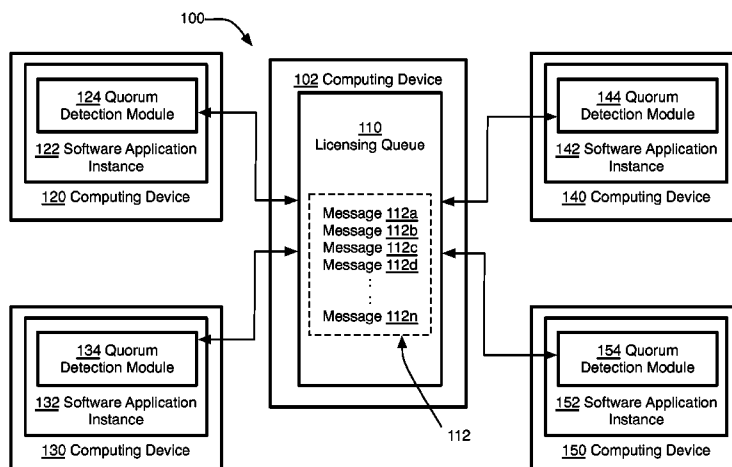 100
124 Quorum
Detection Module
122 Software Application
Instance
120 Computing Device
134 Quorum
Detection Module
132 Software Application
Instance
130 Computing Device
102 Computing Device
110
Licensing Queue
Message 112a
Message 112b
Message 112c
Message 112d
Message 112n
112
144 Quorum
Detection Module
142 Software Application
Instance
140 Computing Device
154 Quorum
Detection Module
152 Software Application
Instance
150 Computing Device